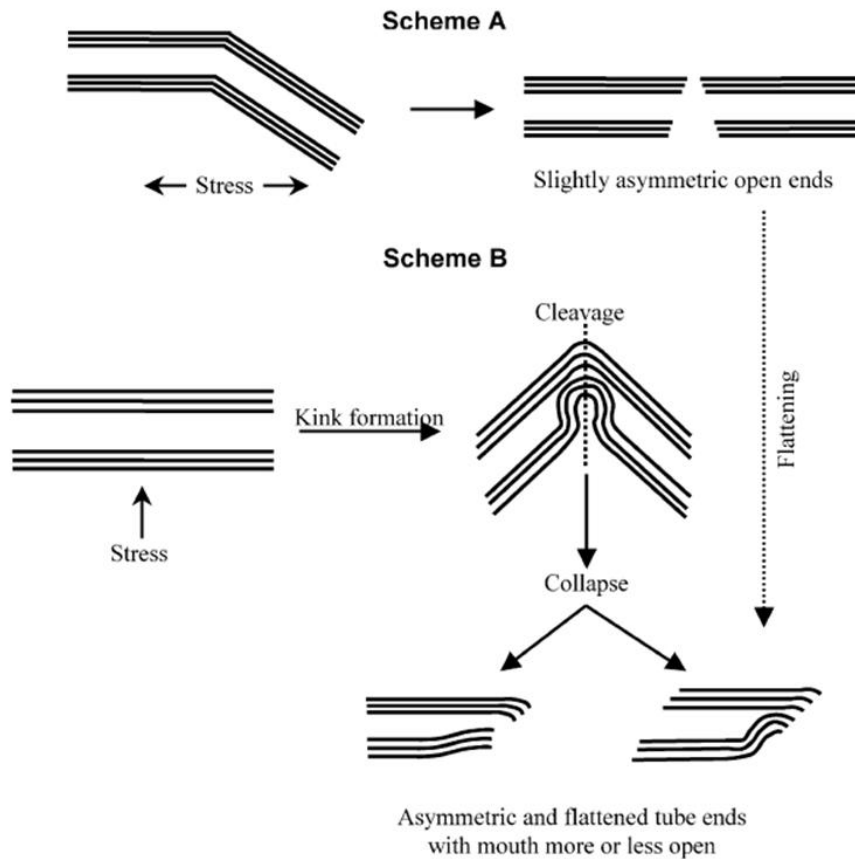 Scheme A
Stress
Slightly asymmetric open ends
Scheme B
Cleavage
Kink formation
Flattening
Stress
Collapse
Asymmetric and flattened tube ends
with mouth more or less open